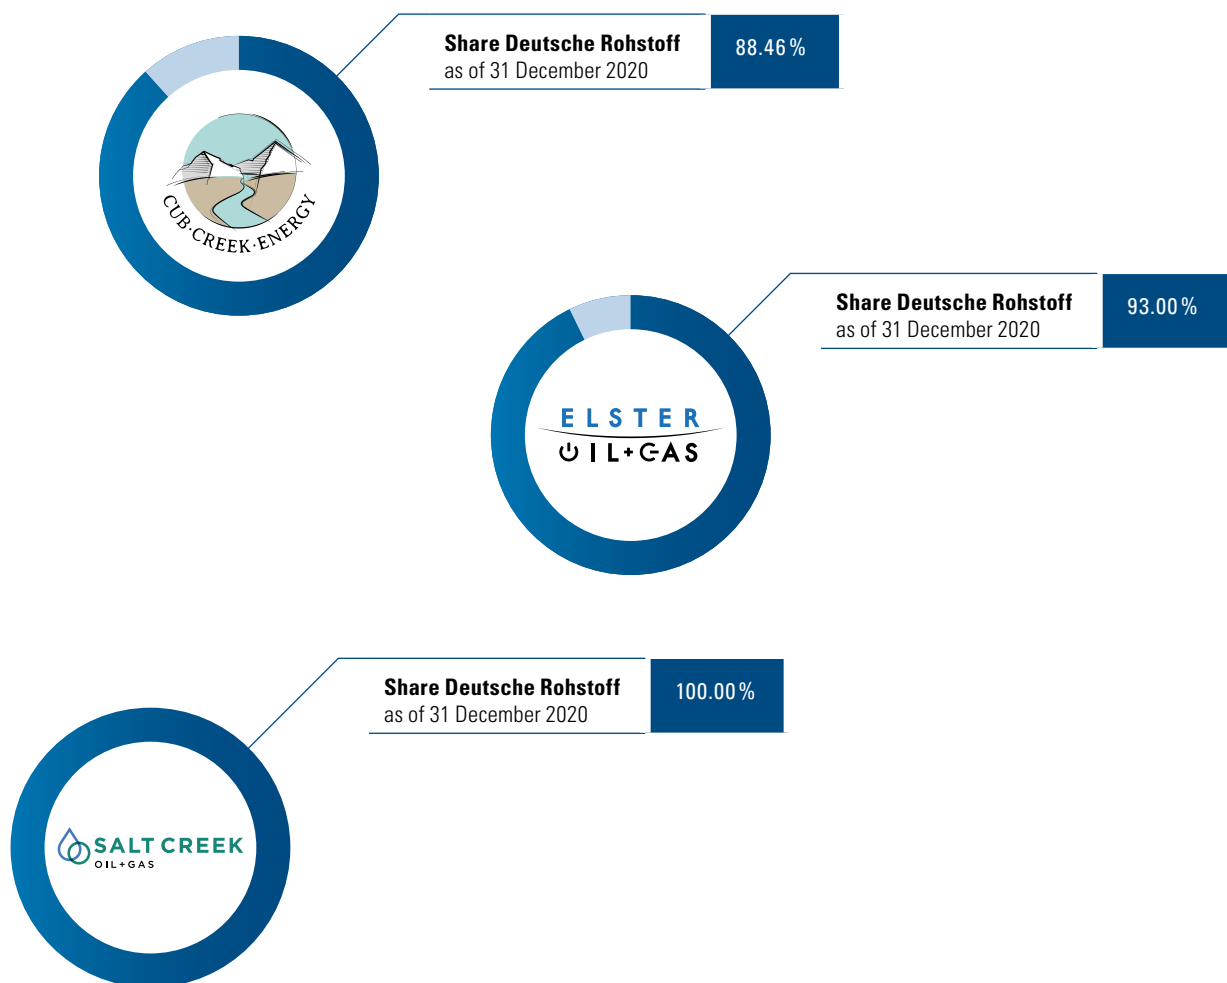 Share Deutsche Rohstoff
as of 31 December 2020
88.46 %
CUB·CREEK·ENERGY
Share Deutsche Rohstoff
as of 31 December 2020
93.00 %
ELSTER
OIL+GAS
Share Deutsche Rohstoff
as of 31 December 2020
100.00 %
SALT CREEK
OIL+GAS